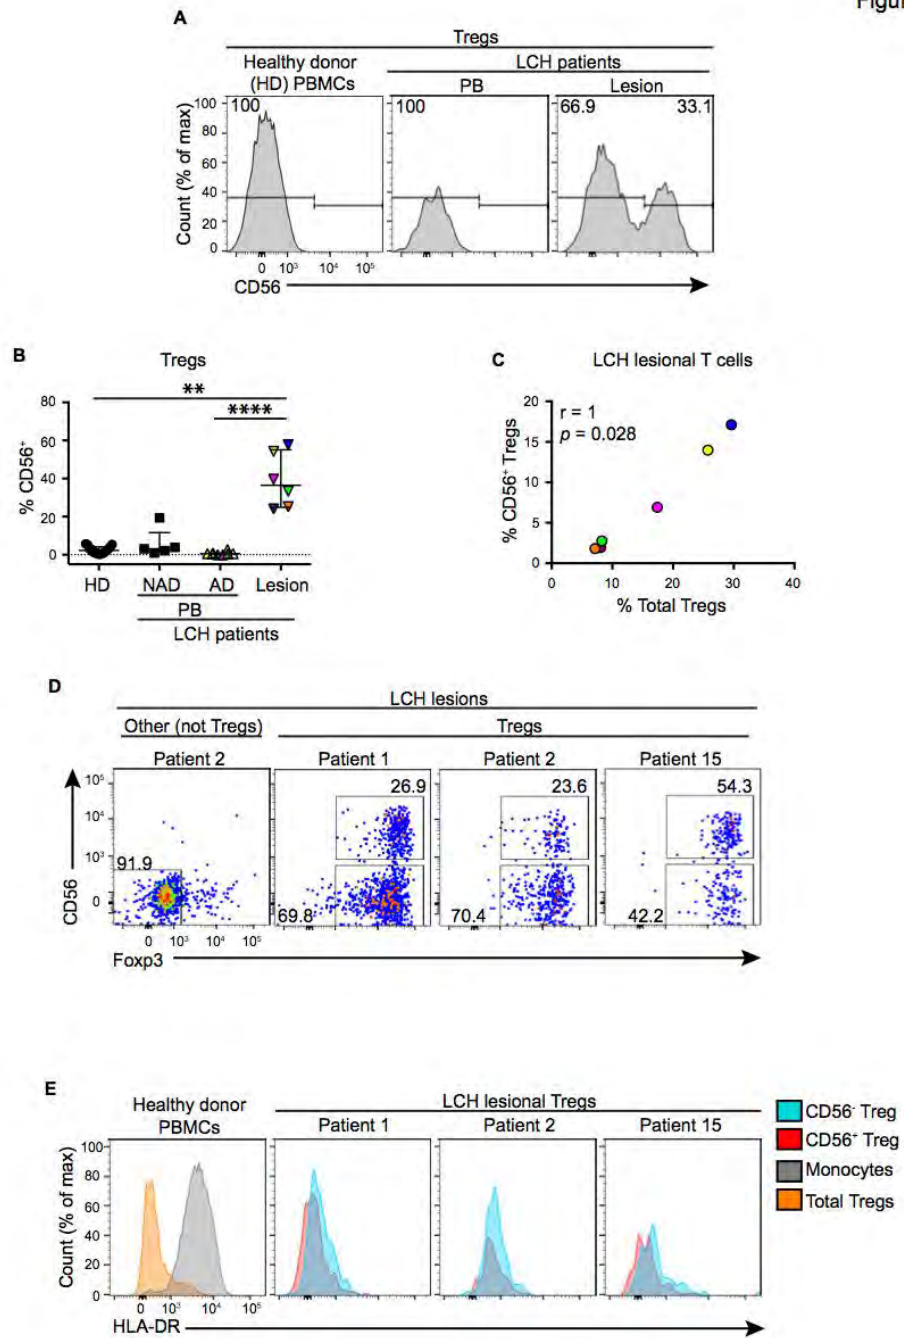 Figur
A
Tregs
Healthy donor
(HD) PBMCs
LCH patients
PB
Lesion
100
100
66.9
33.1
Count (% of max)
100
80
60
40
20
0
0 10³ 10⁴ 10⁵
CD56
B
Tregs
**
****
% CD56⁺
80
60
40
20
0
HD NAD AD Lesion
PB
LCH patients
C
LCH lesional T cells
r = 1
p = 0.028
% CD56⁺ Tregs
20
15
10
5
0
0 10 20 30 40
% Total Tregs
D
LCH lesions
Other (not Tregs)
Tregs
Patient 2
Patient 1
Patient 2
Patient 15
91.9
26.9
69.8
23.6
70.4
54.3
42.2
CD56
10⁵
10⁴
10³
0
0 10³ 10⁴ 10⁵
Foxp3
E
Healthy donor
PBMCs
LCH lesional Tregs
Patient 1
Patient 2
Patient 15
CD56⁻ Treg
CD56⁺ Treg
Monocytes
Total Tregs
Count (% of max)
100
80
60
40
20
0
0 10³ 10⁴ 10⁵
HLA-DR